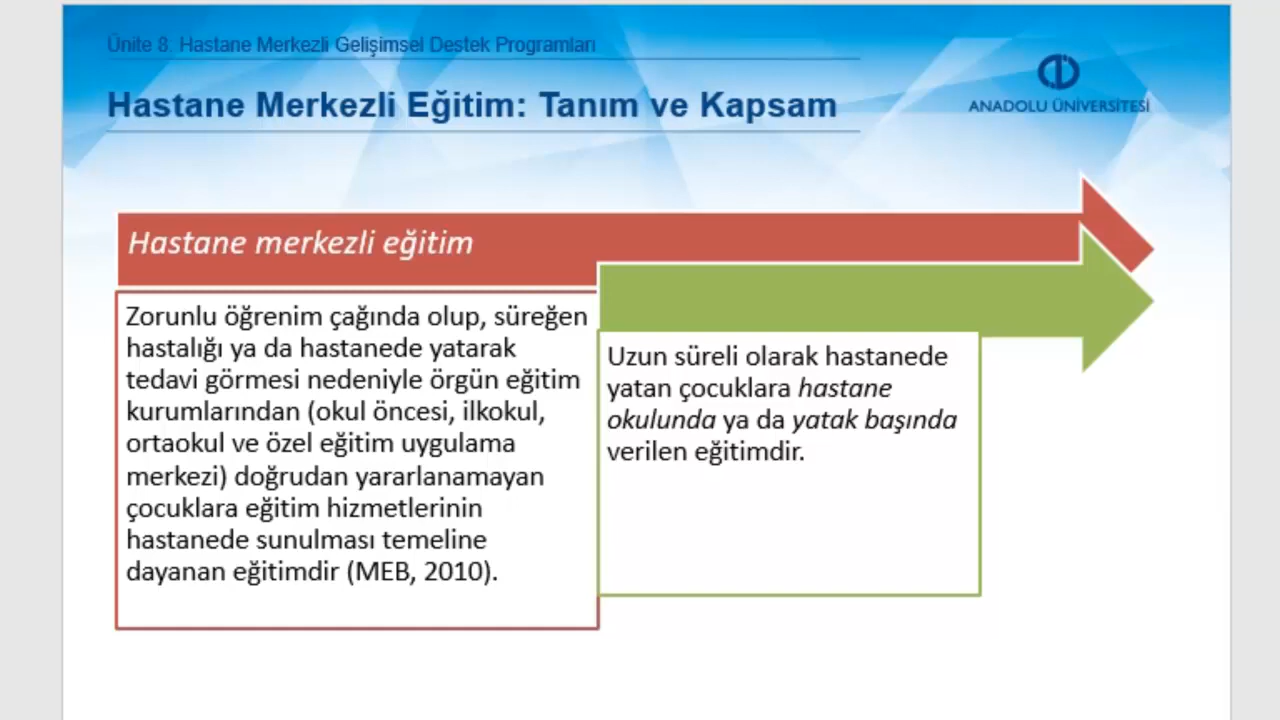 Ünite 8. Hastane Merkezli Gelişimsel Destek Programları
Hastane Merkezli Eğitim: Tanım ve Kapsam
ANADOLU ÜNİVERSİTESİ
Hastane merkezli eğitim
Zorunlu öğrenim çağında olup, süreğen
hastalığı ya da hastanede yatarak
tedavi görmesi nedeniyle örgün eğitim
kurumlarından (okul öncesi, ilkokul,
ortaokul ve özel eğitim uygulama
merkezi) doğrudan yararlanamayan
çocuklara eğitim hizmetlerinin
hastanede sunulması temeline
dayanan eğitimdir (MEB, 2010).
Uzun süreli olarak hastanede
yatan çocuklara hastane
okulunda ya da yatak başında
verilen eğitimdir.